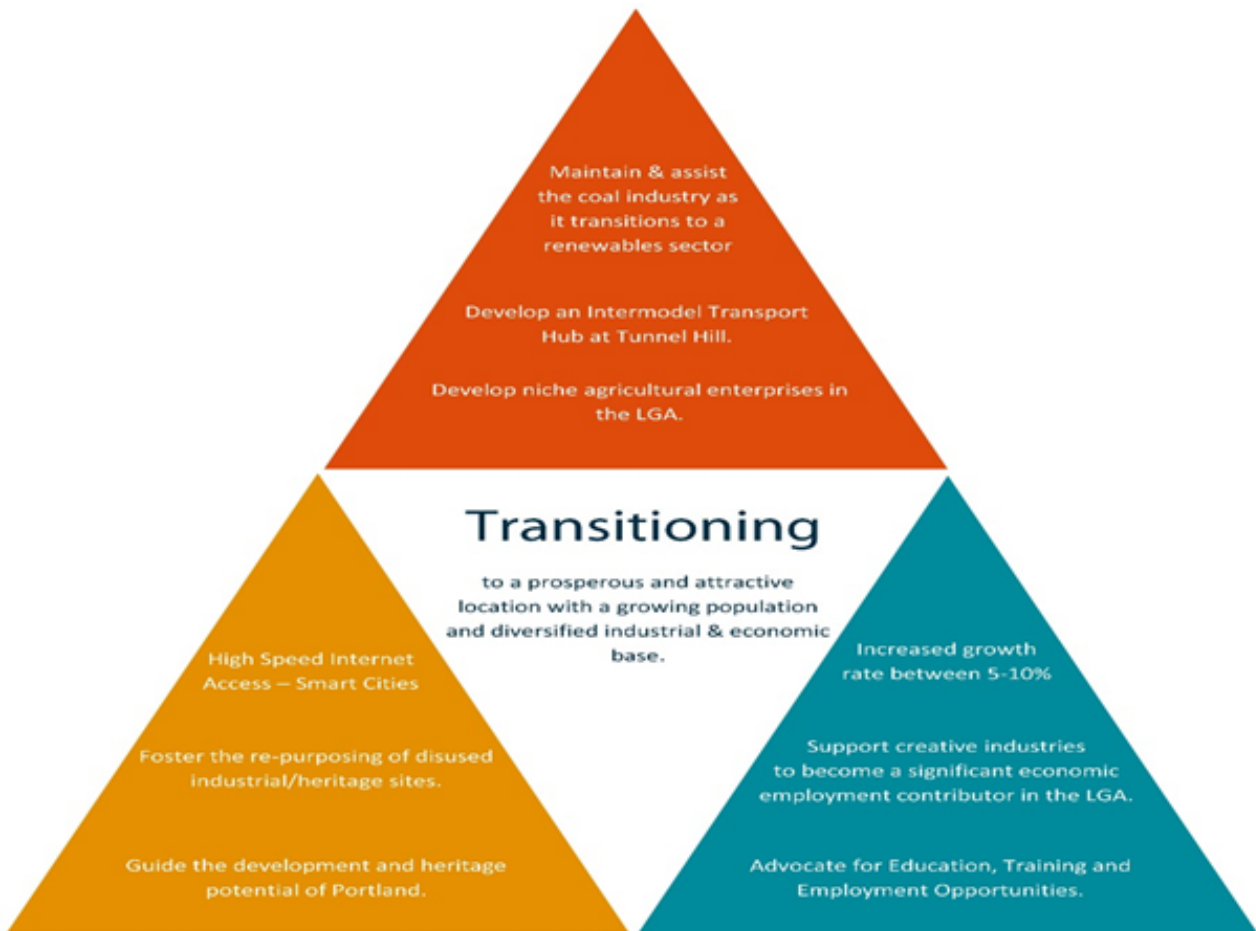 Maintain & assist
the coal industry as
it transitions to a
renewables sector
Develop an Intermodel Transport
Hub at Tunnel Hill.
Develop niche agricultural enterprises in
the LGA.
Transitioning
to a prosperous and attractive
location with a growing population
and diversified industrial & economic
base.
High Speed Internet
Access – Smart Cities
Foster the re-purposing of disused
industrial/heritage sites.
Guide the development and heritage
potential of Portland.
Increased growth
rate between 5-10%
Support creative industries
to become a significant economic
employment contributor in the LGA.
Advocate for Education, Training and
Employment Opportunities.